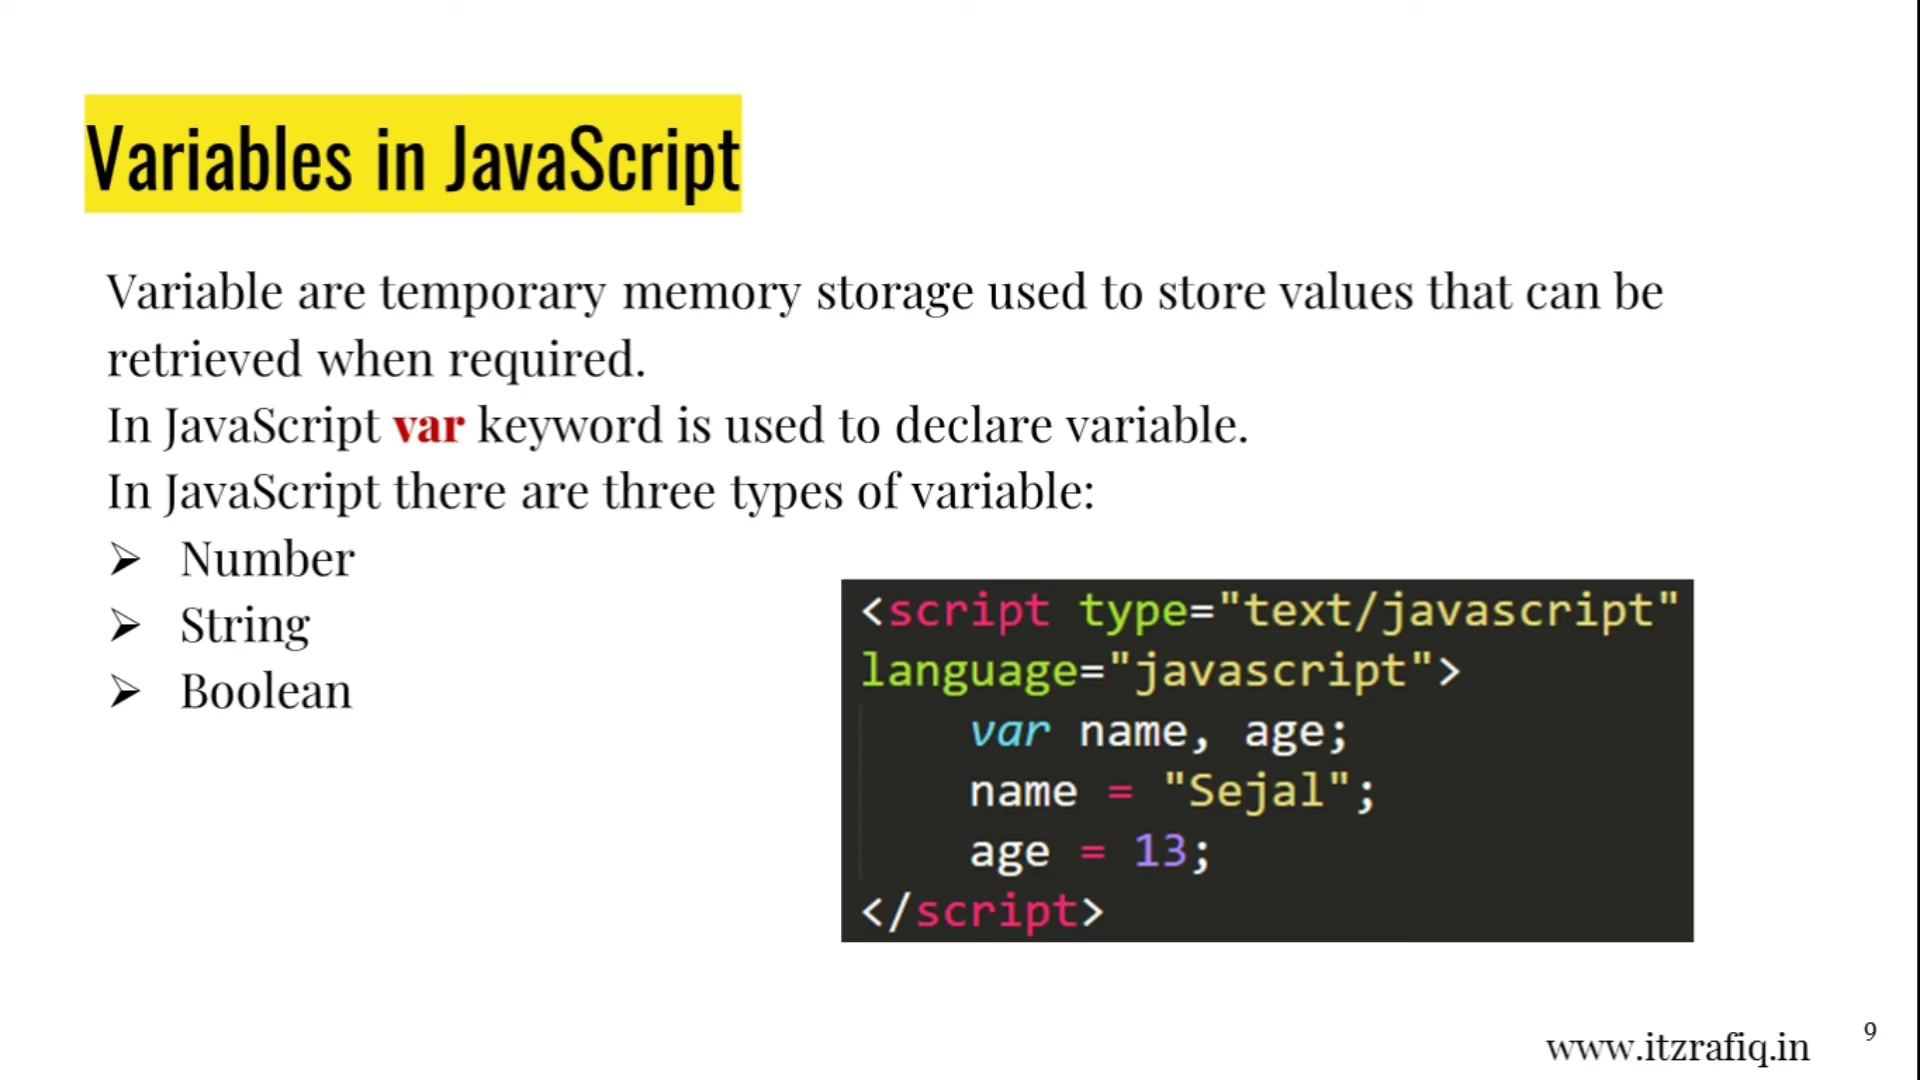 Variables in JavaScript
Variable are temporary memory storage used to store values that can be
retrieved when required.
In JavaScript var keyword is used to declare variable.
In JavaScript there are three types of variable:
➢ Number
➢ String
➢ Boolean
<script type="text/javascript"
language="javascript">
var name, age;
name = "Sejal";
age = 13;
</script>
www.itzrafiq.in
9